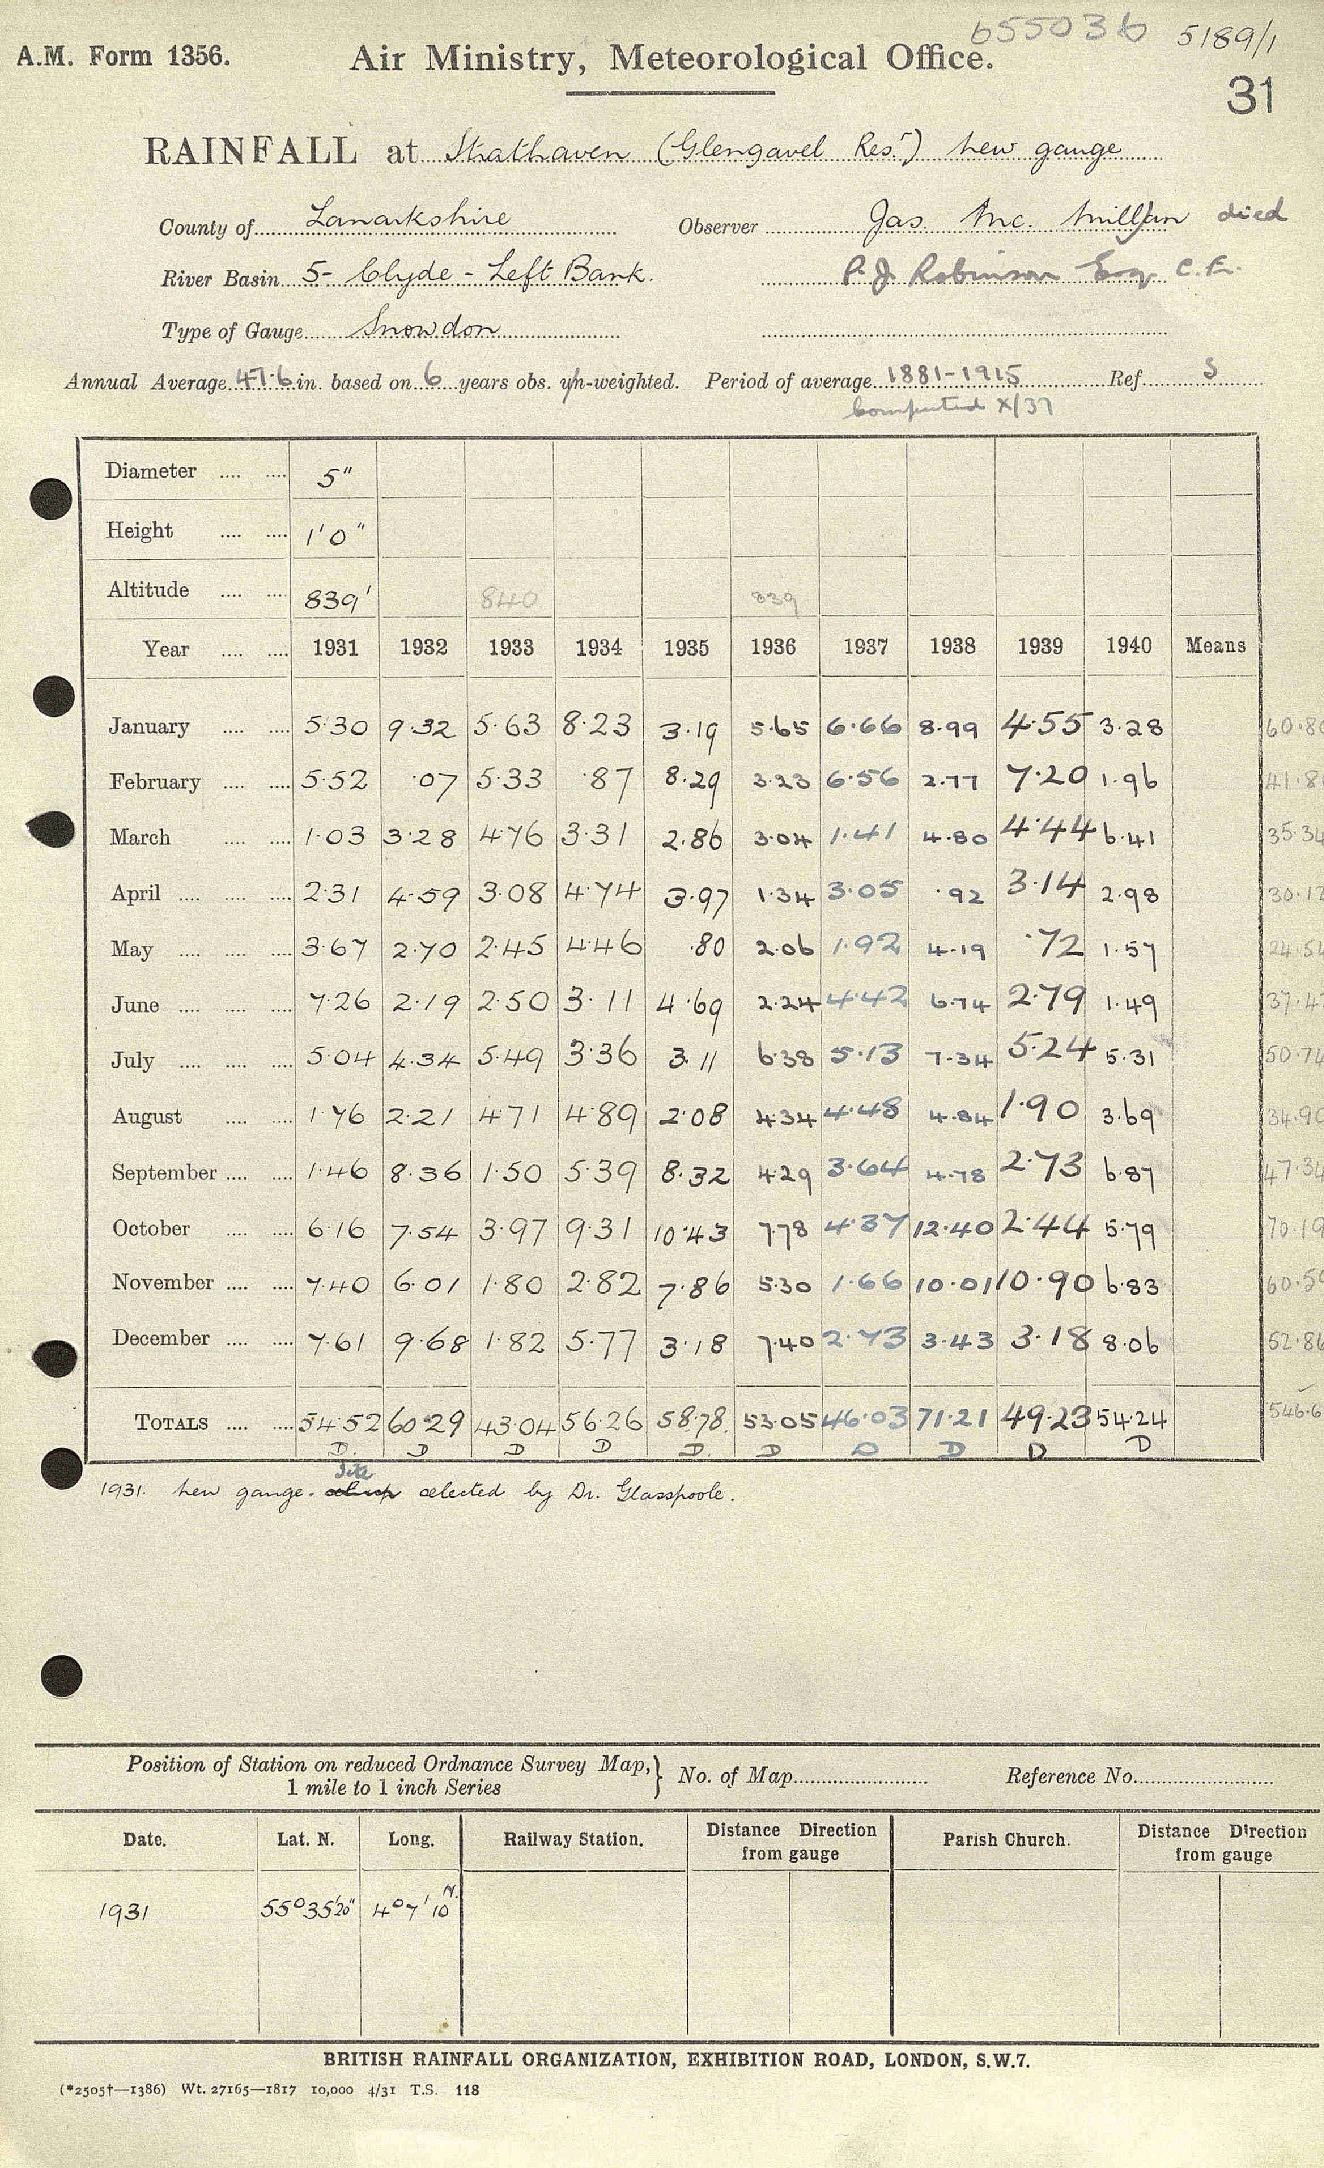 655036 5189/1
A.M. Form 1356. Air Ministry, Meteorological Office.
31
RAINFALL at Strathaven (Glengavel Resr) new gauge
County of Lanarkshire Observer Jas. Mc. Millan died
River Basin 5- Clyde - Left Bank. P. J. Robinson Esq C.E.
Type of Gauge Snowdon
Annual Average 47.6 in. based on 6 years obs. un-weighted. Period of average 1881-1915 Ref. S
Computed X/37
Diameter .... .... 5"
Height .... .... 1' 0"
Altitude .... .... 839' 840 839
Year .... .... 1931 1932 1933 1934 1935 1936 1937 1938 1939 1940 Means
January .... .... 5.30 9.32 5.63 8.23 3.19 5.65 6.66 8.99 4.55 3.28 60.80
February .... .... 5.52 .07 5.33 .87 8.29 3.23 6.56 2.77 7.20 1.96 41.80
March .... .... 1.03 3.28 4.76 3.31 2.86 3.04 1.41 4.80 4.44 6.41 35.34
April .... .... .... 2.31 4.59 3.08 4.74 3.97 1.34 3.05 .92 3.14 2.98 30.12
May .... .... .... 3.67 2.70 2.45 4.46 .80 2.06 1.92 4.19 .72 1.57 24.54
June .... .... .... 7.26 2.19 2.50 3.11 4.69 2.24 4.42 6.74 2.79 1.49 37.43
July .... .... .... 5.04 4.34 5.49 3.36 3.11 6.38 5.13 7.34 5.24 5.31 50.74
August .... .... 1.76 2.21 4.71 4.89 2.08 4.34 4.48 4.84 1.90 3.69 34.90
September .... .... 1.46 8.36 1.50 5.39 8.32 4.29 3.64 4.78 2.73 6.87 47.34
October .... .... 6.16 7.54 3.97 9.31 10.43 7.78 4.37 12.40 2.44 5.79 70.19
November .... .... 7.40 6.01 1.80 2.82 7.86 5.30 1.66 10.01 10.90 6.83 60.59
December .... .... 7.61 9.68 1.82 5.77 3.18 7.40 2.73 3.43 3.18 8.06 52.86
TOTALS .... .... 54.52 60.29 43.04 56.26 58.78 53.05 46.03 71.21 49.23 54.24 546.6
D. D D D D. D D D D D
site
1931. new gauge. selected by Dr. Glasspoole.
Position of Station on reduced Ordnance Survey Map, } No. of Map Reference No.
1 mile to 1 inch Series
Date. Lat. N. Long. Railway Station. Distance Direction from gauge Parish Church. Distance Direction from gauge
1931 55° 35' 20" 4° 7' 10" W.
BRITISH RAINFALL ORGANIZATION, EXHIBITION ROAD, LONDON, S.W.7.
(*2505†—1386) Wt. 27165—1817 10,000 4/31 T.S. 118